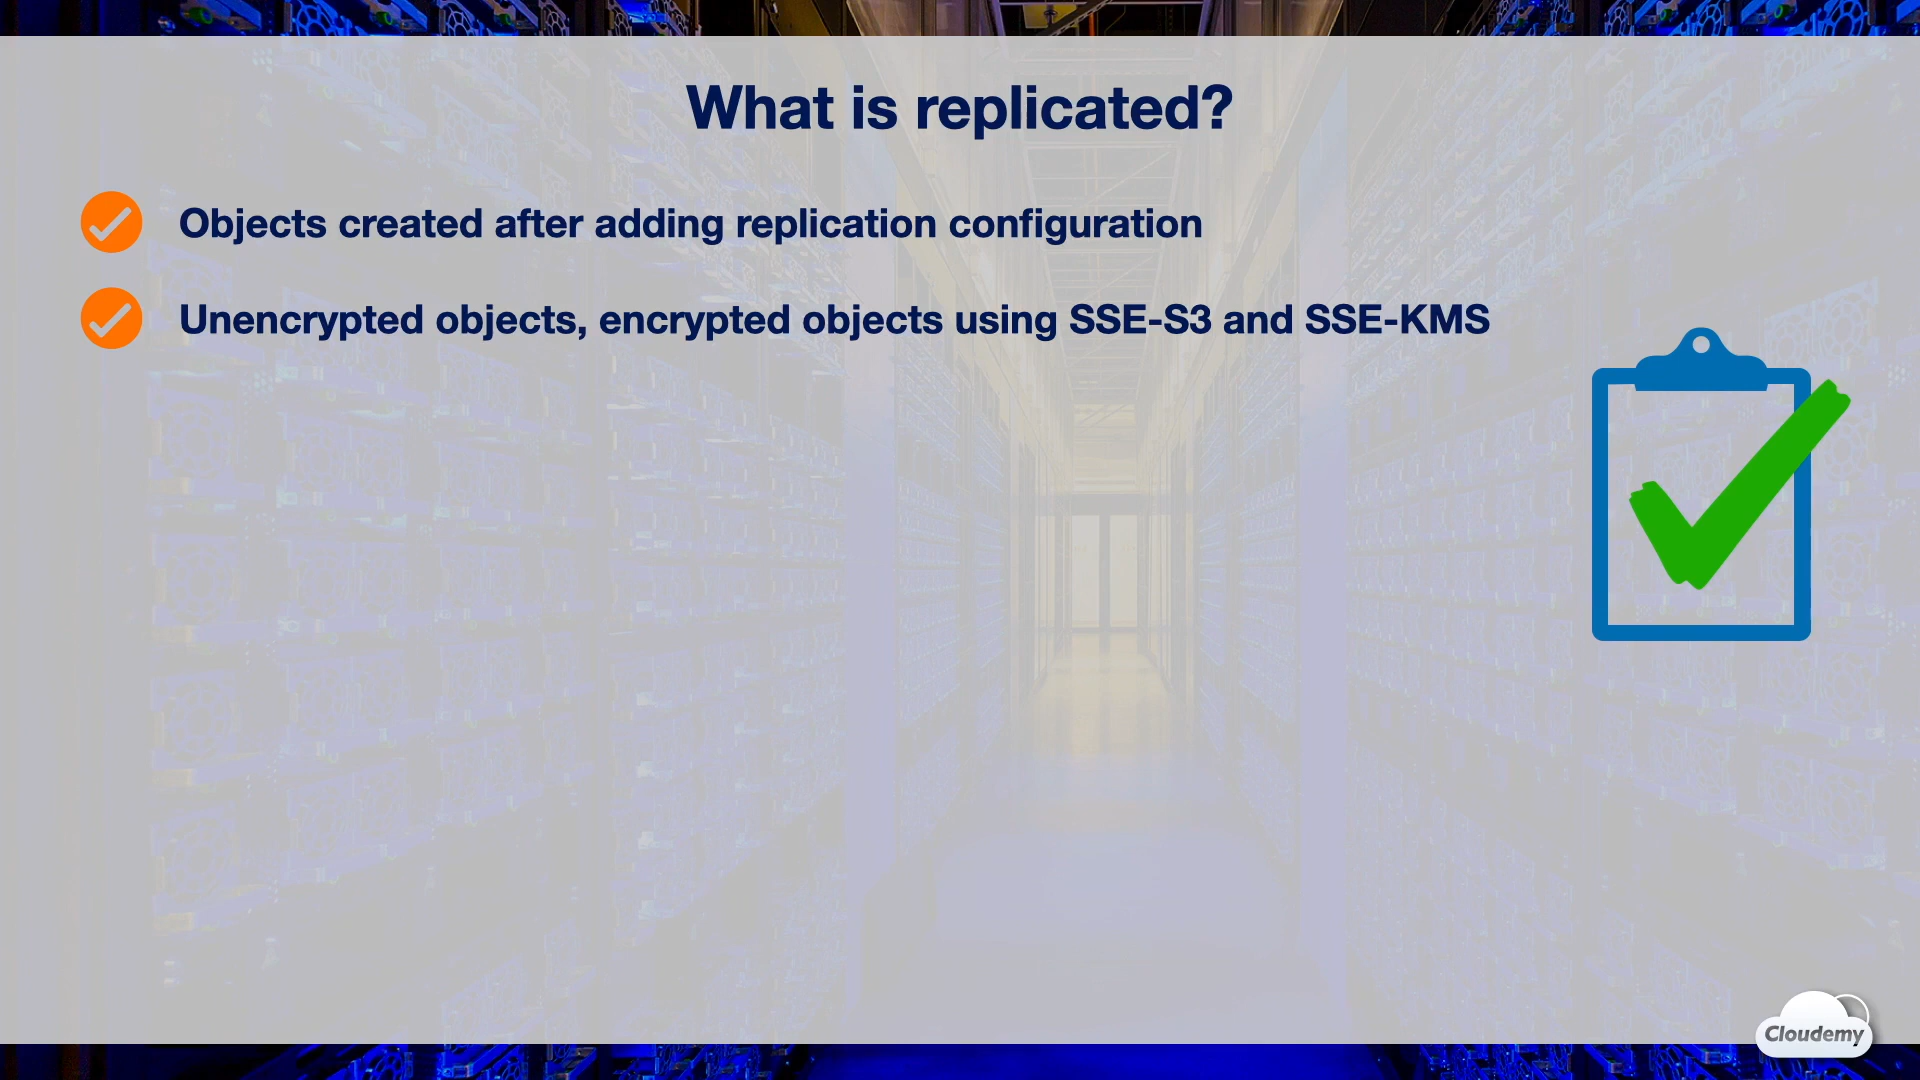 What is replicated?
Objects created after adding replication configuration
Unencrypted objects, encrypted objects using SSE-S3 and SSE-KMS
Cloudemy